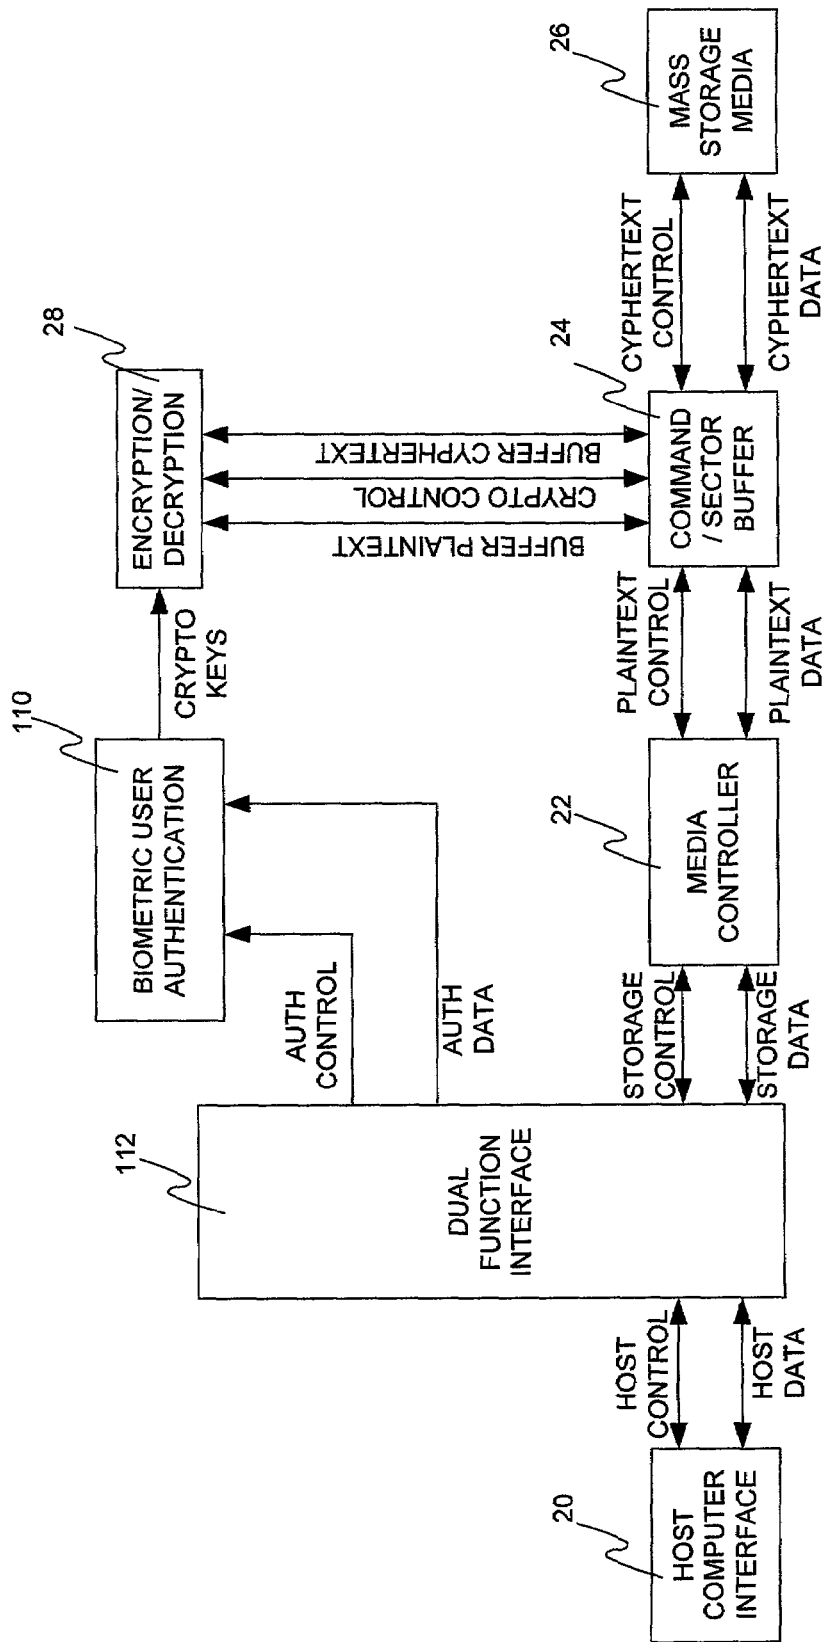 26
MASS
STORAGE
MEDIA
CYPHERTEXT
CONTROL
CYPHERTEXT
DATA
28
ENCRYPTION/
DECRYPTION
24
COMMAND
/ SECTOR
BUFFER
BUFFER CYPHERTEXT
CRYPTO CONTROL
BUFFER PLAINTEXT
CRYPTO
KEYS
PLAINTEXT
CONTROL
PLAINTEXT
DATA
110
BIOMETRIC USER
AUTHENTICATION
22
MEDIA
CONTROLLER
AUTH
CONTROL
AUTH
DATA
STORAGE
CONTROL
STORAGE
DATA
112
DUAL
FUNCTION
INTERFACE
HOST
CONTROL
HOST
DATA
20
HOST
COMPUTER
INTERFACE